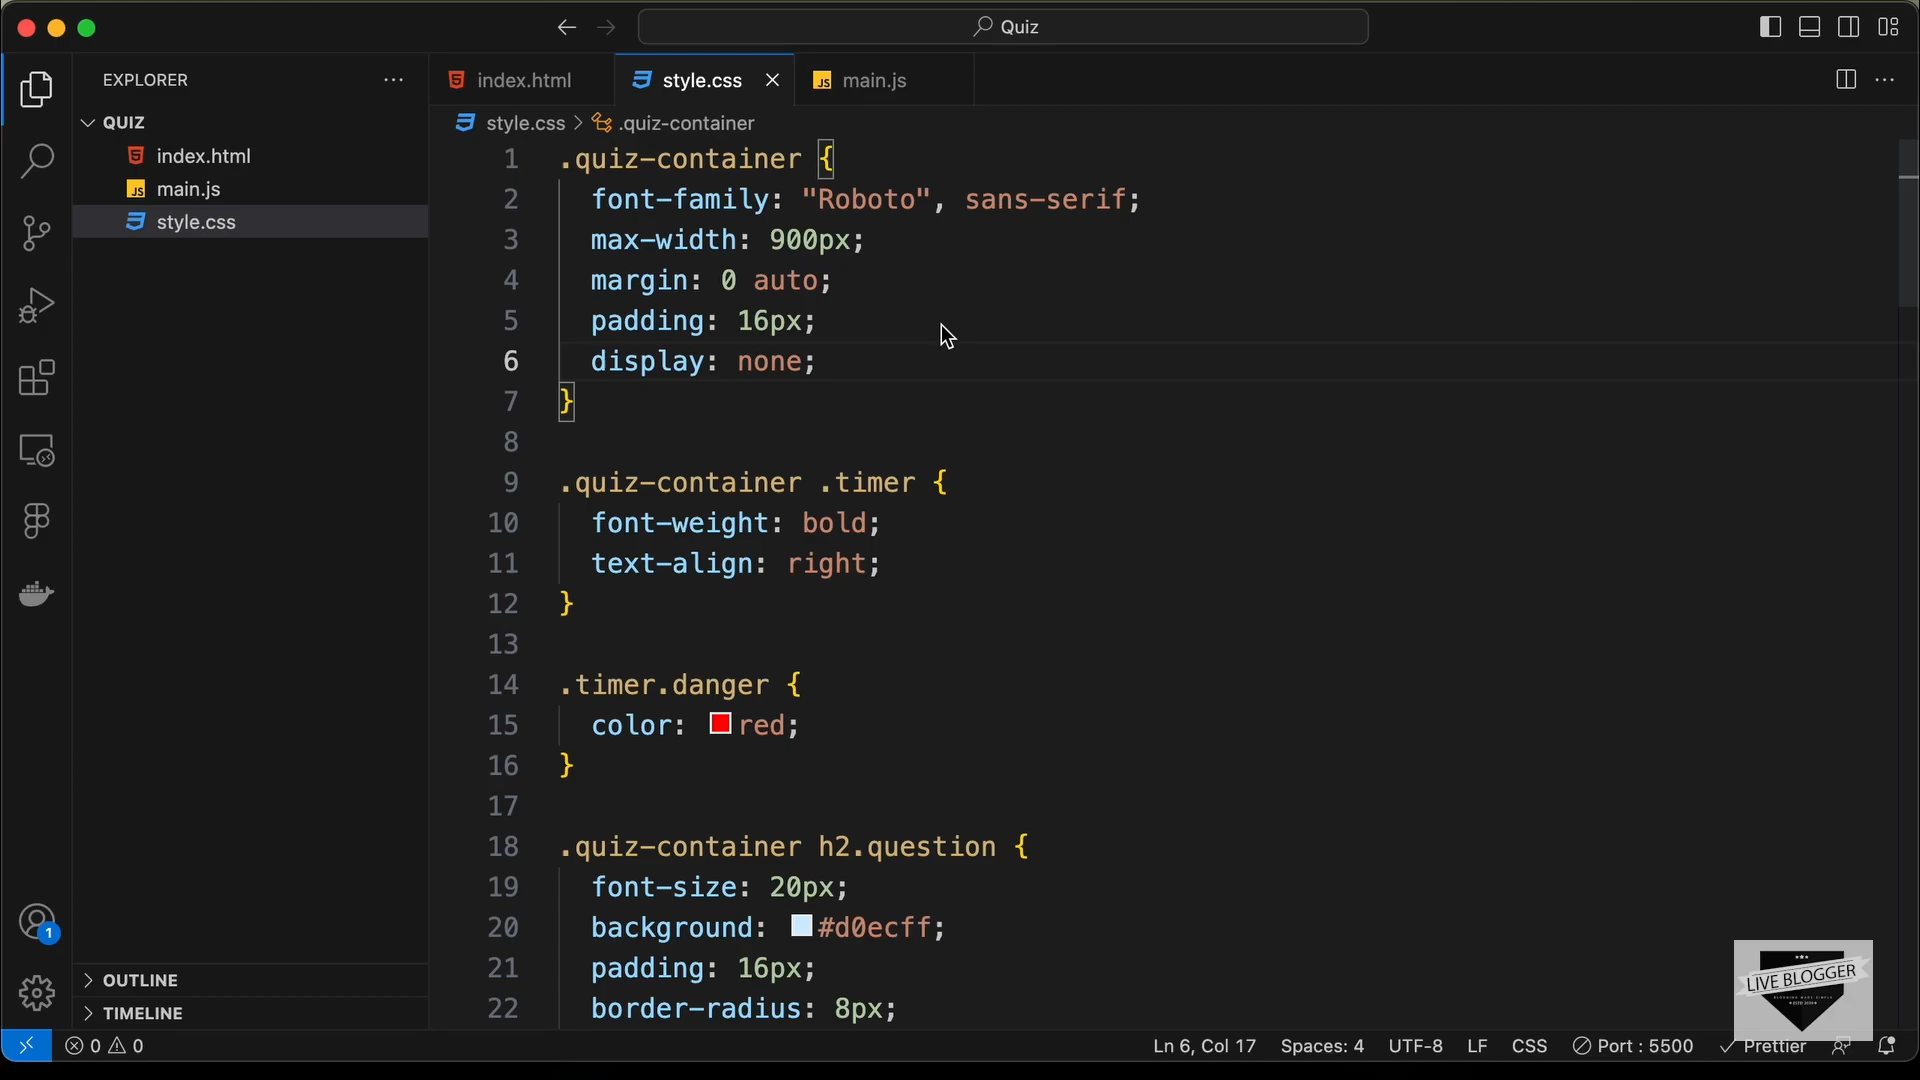 Quiz
EXPLORER
QUIZ
index.html
main.js
style.css
OUTLINE
TIMELINE
index.html
style.css
main.js
style.css > .quiz-container
1 .quiz-container {
2 font-family: "Roboto", sans-serif;
3 max-width: 900px;
4 margin: 0 auto;
5 padding: 16px;
6 display: none;
7 }
8
9 .quiz-container .timer {
10 font-weight: bold;
11 text-align: right;
12 }
13
14 .timer.danger {
15 color: red;
16 }
17
18 .quiz-container h2.question {
19 font-size: 20px;
20 background: #d0ecff;
21 padding: 16px;
22 border-radius: 8px;
1
LIVE BLOGGER
0 0
Ln 6, Col 17 Spaces: 4 UTF-8 LF CSS Port : 5500 Prettier